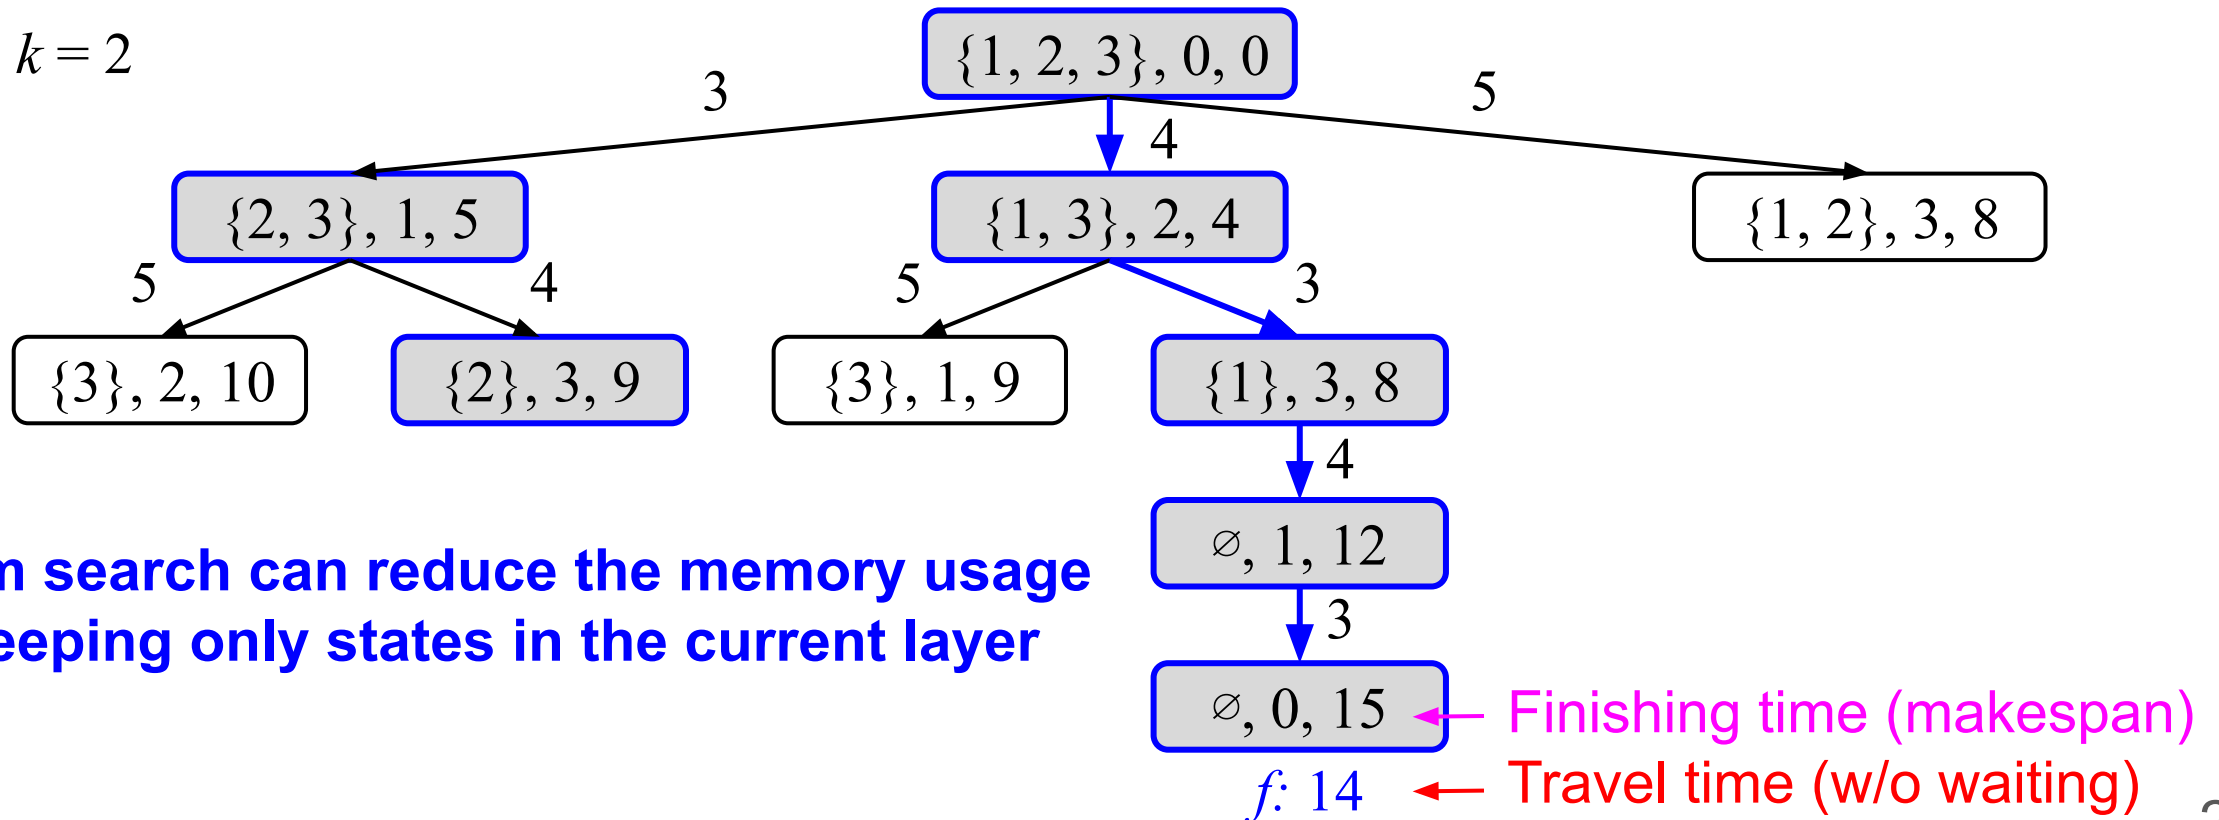 k = 2
{1, 2, 3}, 0, 0
3
4
5
{2, 3}, 1, 5
{1, 3}, 2, 4
{1, 2}, 3, 8
5
4
5
3
{3}, 2, 10
{2}, 3, 9
{3}, 1, 9
{1}, 3, 8
4
∅, 1, 12
search can reduce the memory usage
only states in the current layer
3
∅, 0, 15
Finishing time (makespan)
f: 14
Travel time (w/o waiting)